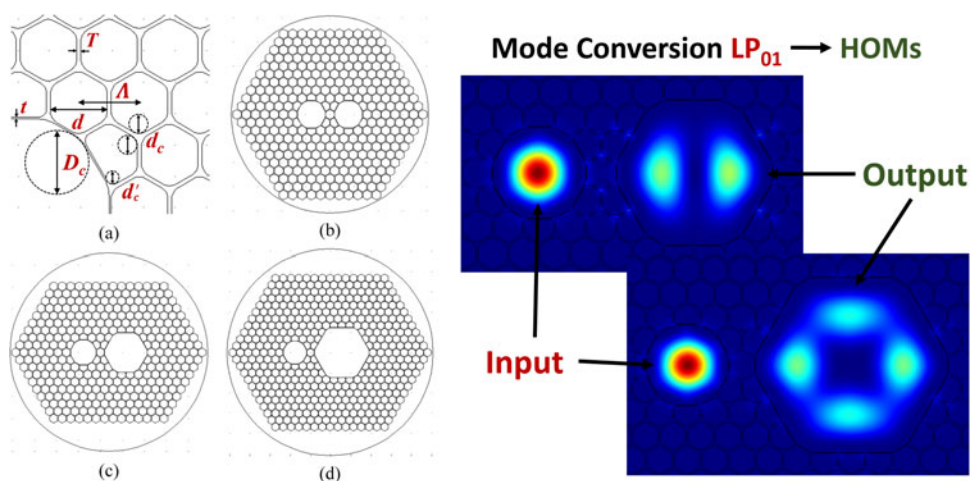 T
Λ
t
d
D_c
d_c
d'_c
(a)
(b)
(c)
(d)
Mode Conversion LP₀₁ → HOMs
Output
Input